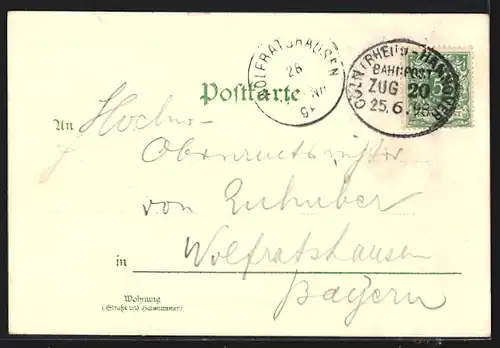 WOLFRATSHAUSEN
26
CÖLN (RHEIN)-HANNOVER
BAHNPOST
ZUG 20
25.6.98
5
Postkarte
An Hochw.
Oberamtsrichter
von
in Wolfratshausen
Bayern
Wohnung
(Straße und Hausnummer)